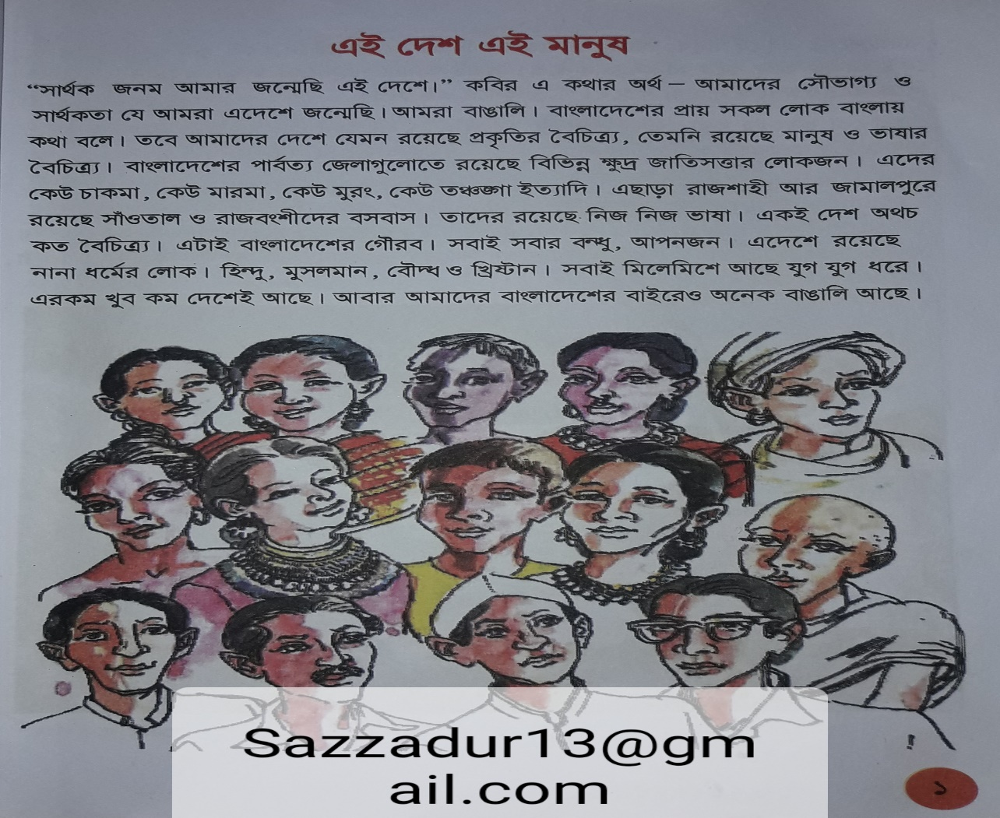 এই দেশ এই মানুষ
“সার্থক জনম আমার জন্মেছি এই দেশে।” কবির এ কথার অর্থ – আমাদের সৌভাগ্য ও
সার্থকতা যে আমরা এদেশে জন্মেছি। আমরা বাঙালি। বাংলাদেশের প্রায় সকল লোক বাংলায়
কথা বলে। তবে আমাদের দেশে যেমন রয়েছে প্রকৃতির বৈচিত্র্য, তেমনি রয়েছে মানুষ ও ভাষার
বৈচিত্র্য। বাংলাদেশের পার্বত্য জেলাগুলোতে রয়েছে বিভিন্ন ক্ষুদ্র জাতিসত্তার লোকজন। এদের
কেউ চাকমা, কেউ মারমা, কেউ মুরং, কেউ তঞ্চঙ্গা ইত্যাদি। এছাড়া রাজশাহী আর জামালপুরে
রয়েছে সাঁওতাল ও রাজবংশীদের বসবাস। তাদের রয়েছে নিজ নিজ ভাষা। একই দেশ অথচ
কত বৈচিত্র্য। এটাই বাংলাদেশের গৌরব। সবাই সবার বন্ধু, আপনজন। এদেশে রয়েছে
নানা ধর্মের লোক। হিন্দু, মুসলমান, বৌদ্ধ ও খ্রিষ্টান। সবাই মিলেমিশে আছে যুগ যুগ ধরে।
এরকম খুব কম দেশেই আছে। আবার আমাদের বাংলাদেশের বাইরেও অনেক বাঙালি আছে।
Sazzadur13@gm
ail.com
১